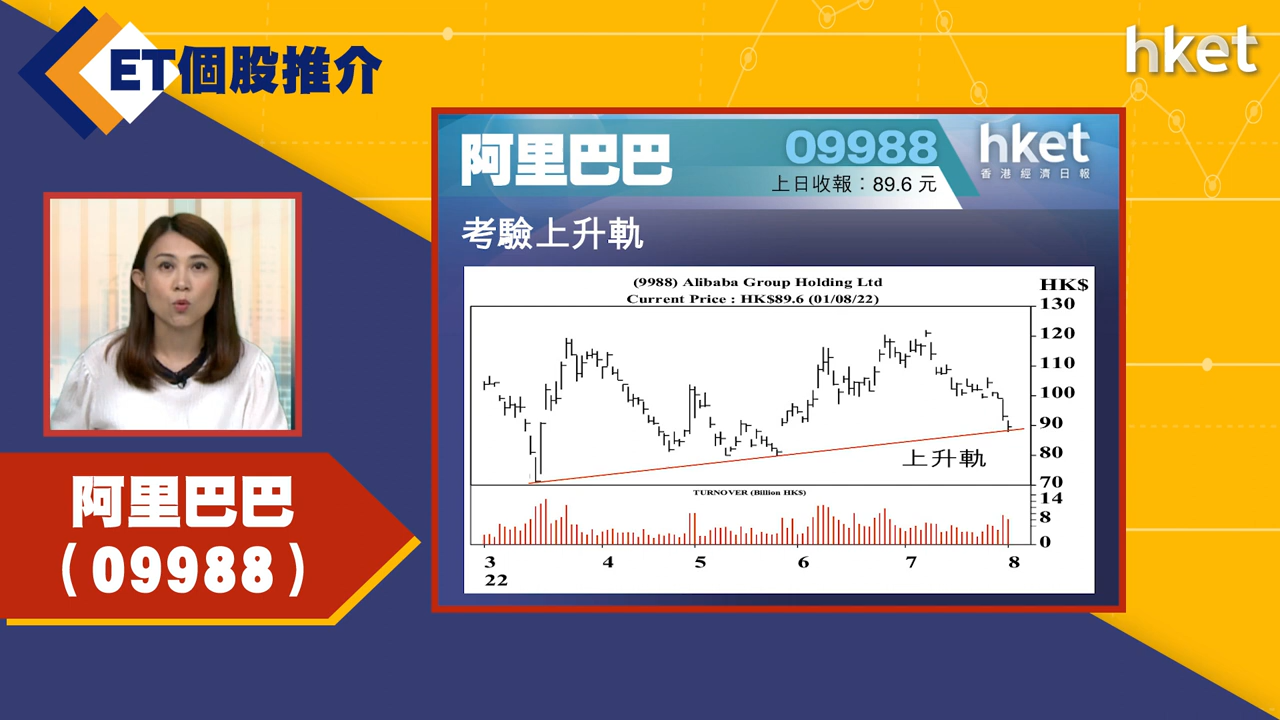 ET個股推介
hket
阿里巴巴
09988
上日收報：89.6 元
hket
香港經濟日報
考驗上升軌
(9988) Alibaba Group Holding Ltd
Current Price : HK$89.6 (01/08/22)
HK$
130
120
110
100
90
80
70
上升軌
TURNOVER (Billion HK$)
14
8
0
3 4 5 6 7 8
22
阿里巴巴
（09988）